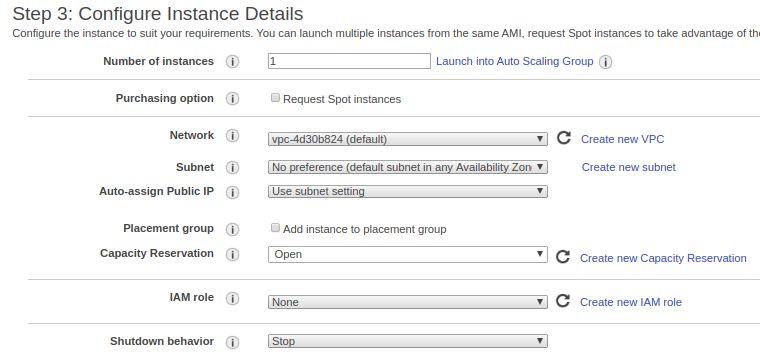 Step 3: Configure Instance Details
Configure the instance to suit your requirements. You can launch multiple instances from the same AMI, request Spot instances to take advantage of the
Number of instances 1 Launch into Auto Scaling Group
Purchasing option Request Spot instances
Network vpc-4d30b824 (default) Create new VPC
Subnet No preference (default subnet in any Availability Zon Create new subnet
Auto-assign Public IP Use subnet setting
Placement group Add instance to placement group
Capacity Reservation Open Create new Capacity Reservation
IAM role None Create new IAM role
Shutdown behavior Stop